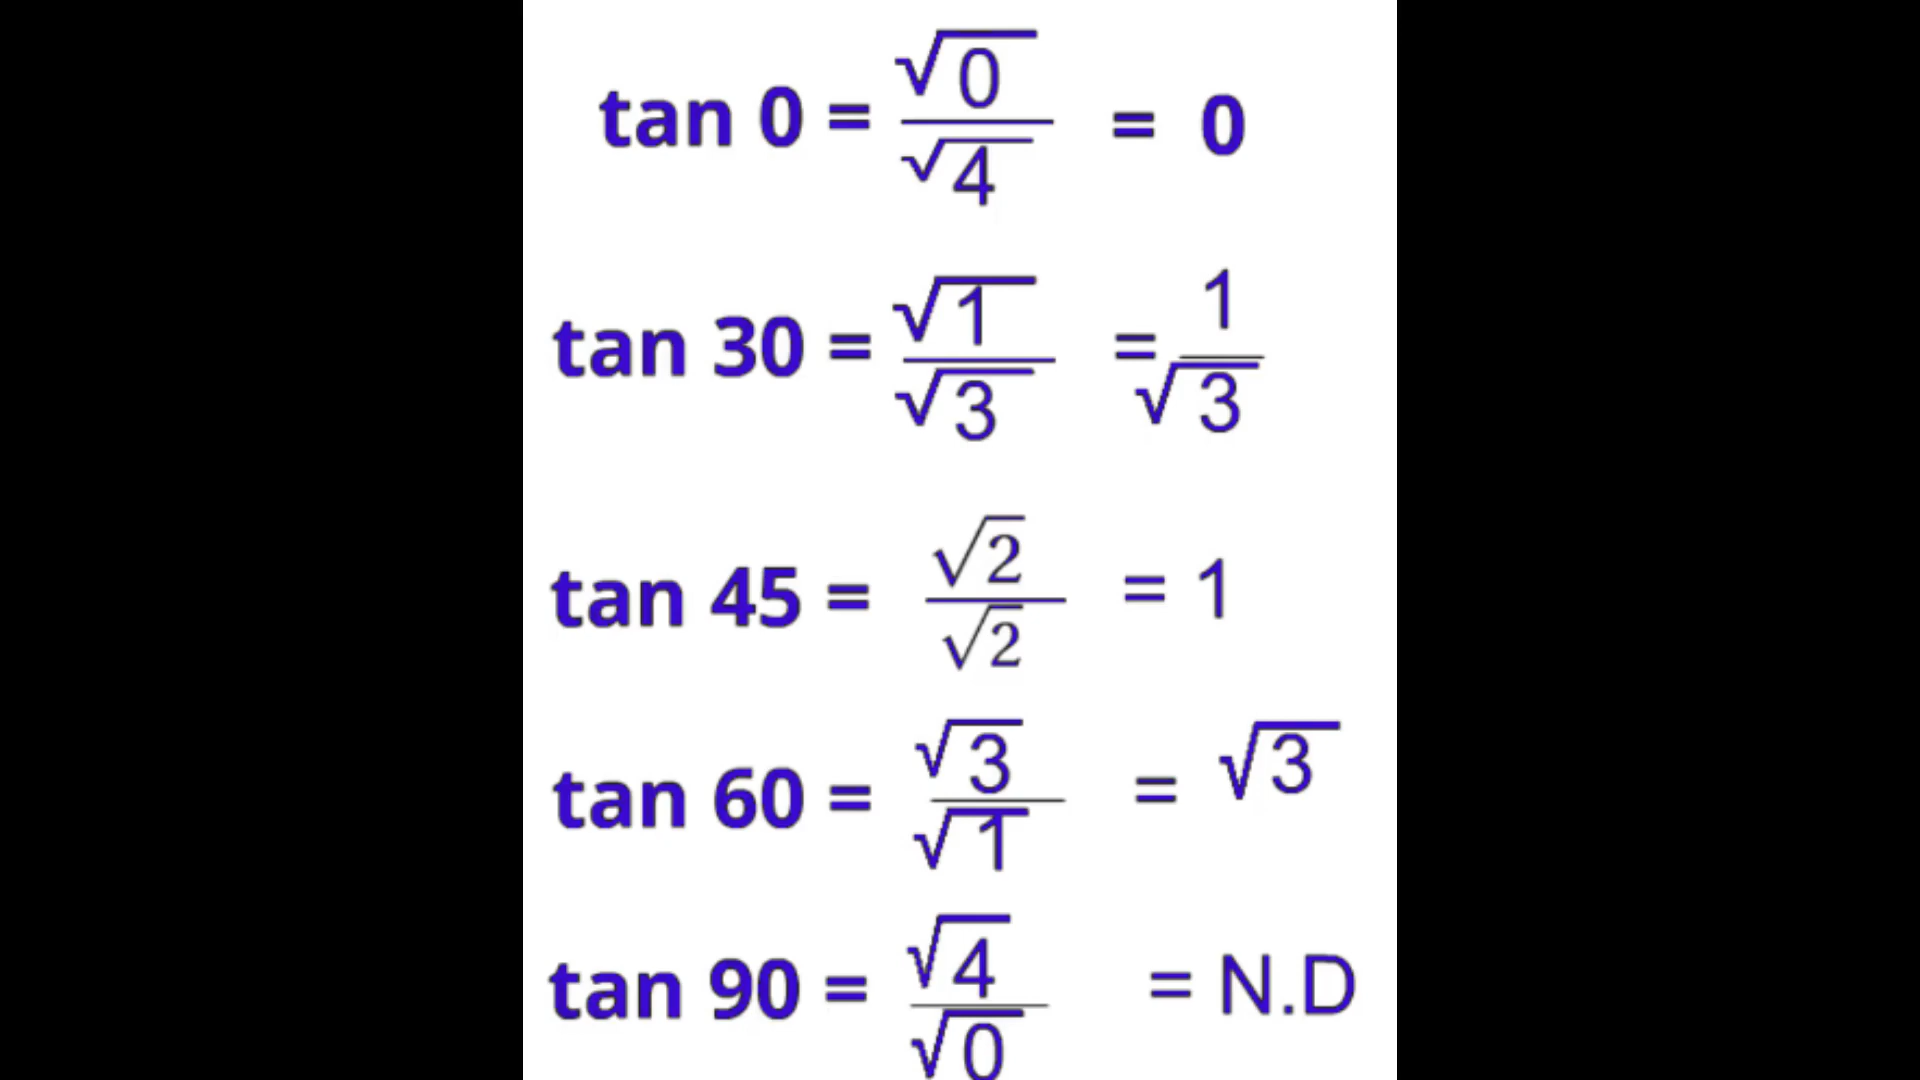 tan 0 = √0/√4 = 0
tan 30 = √1/√3 = 1/√3
tan 45 = √2/√2 = 1
tan 60 = √3/√1 = √3
tan 90 = √4/√0 = N.D